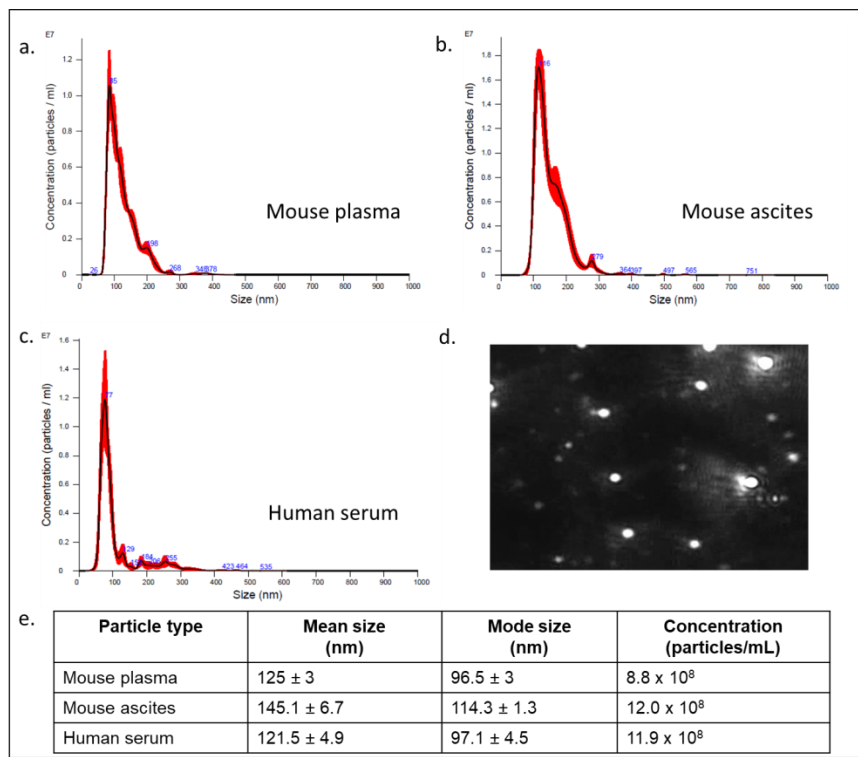 a.
E7
Concentration (particles / ml)
1.2
1.0
0.8
0.6
0.4
0.2
0
85
26
198
268
378
Mouse plasma
0 100 200 300 400 500 600 700 800 900 1000
Size (nm)
b.
E7
Concentration (particles / ml)
1.8
1.6
1.4
1.2
1.0
0.8
0.6
0.4
0.2
0
116
279
364
397
497
565
751
Mouse ascites
0 100 200 300 400 500 600 700 800 900 1000
Size (nm)
c.
E7
Concentration (particles / ml)
1.6
1.4
1.2
1.0
0.8
0.6
0.4
0.2
0
77
184
255
423
464
535
Human serum
0 100 200 300 400 500 600 700 800 900 1000
Size (nm)
d.
e.
Particle type Mean size (nm) Mode size (nm) Concentration (particles/mL)
Mouse plasma 125 ± 3 96.5 ± 3 8.8 x 10⁸
Mouse ascites 145.1 ± 6.7 114.3 ± 1.3 12.0 x 10⁸
Human serum 121.5 ± 4.9 97.1 ± 4.5 11.9 x 10⁸